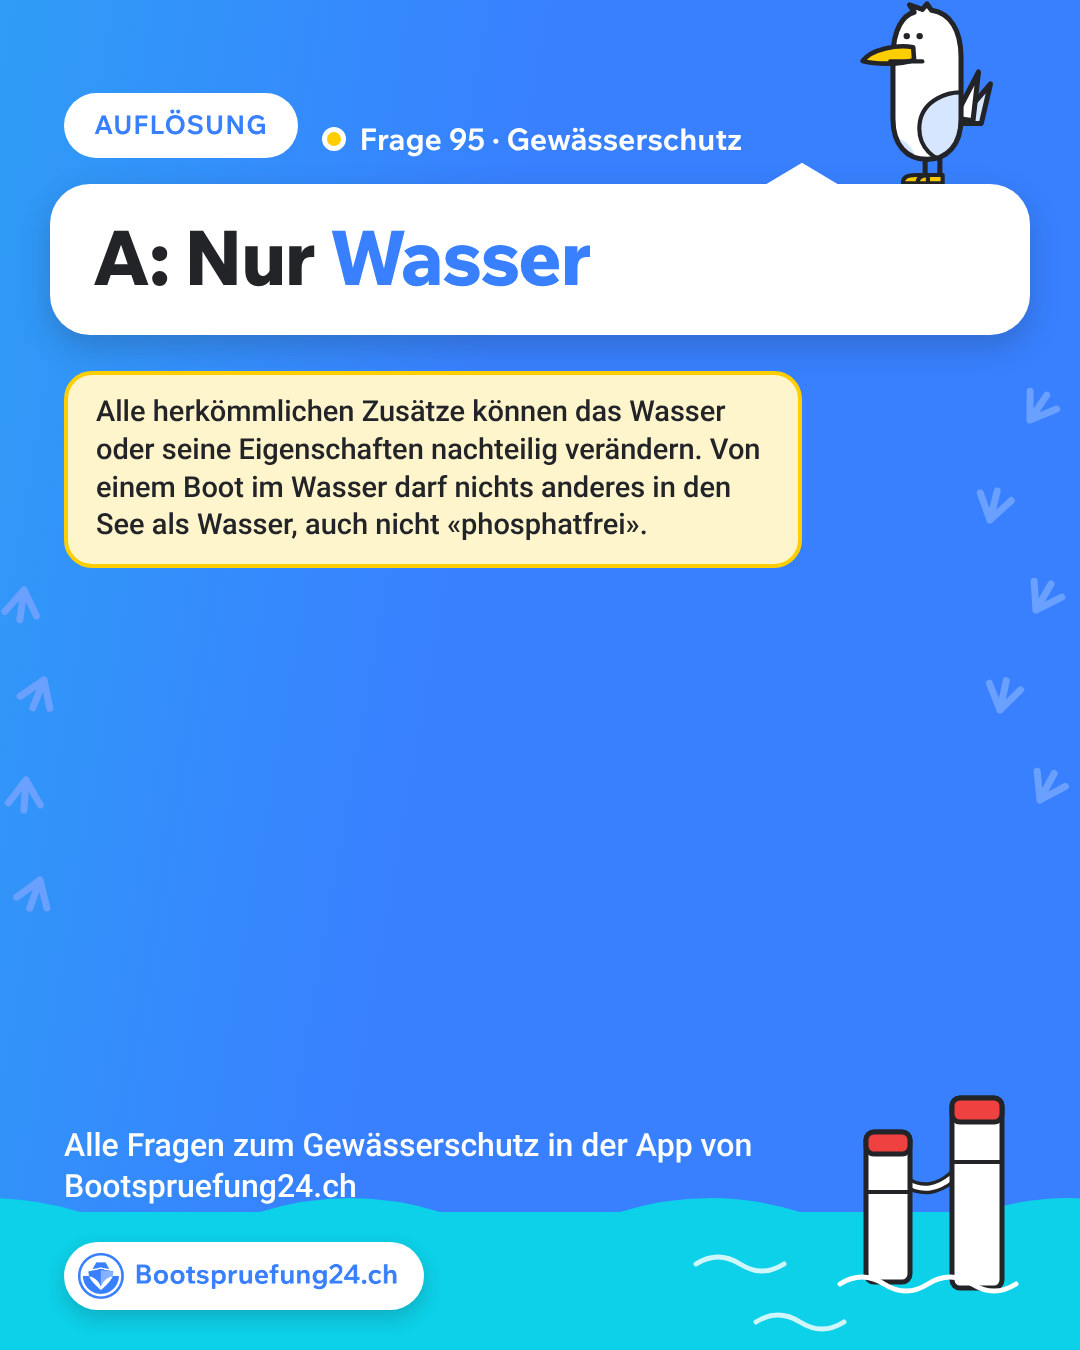 AUFLÖSUNG
Frage 95 · Gewässerschutz
A: Nur Wasser
Alle herkömmlichen Zusätze können das Wasser
oder seine Eigenschaften nachteilig verändern. Von
einem Boot im Wasser darf nichts anderes in den
See als Wasser, auch nicht «phosphatfrei».
Alle Fragen zum Gewässerschutz in der App von
Bootspruefung24.ch
Bootspruefung24.ch